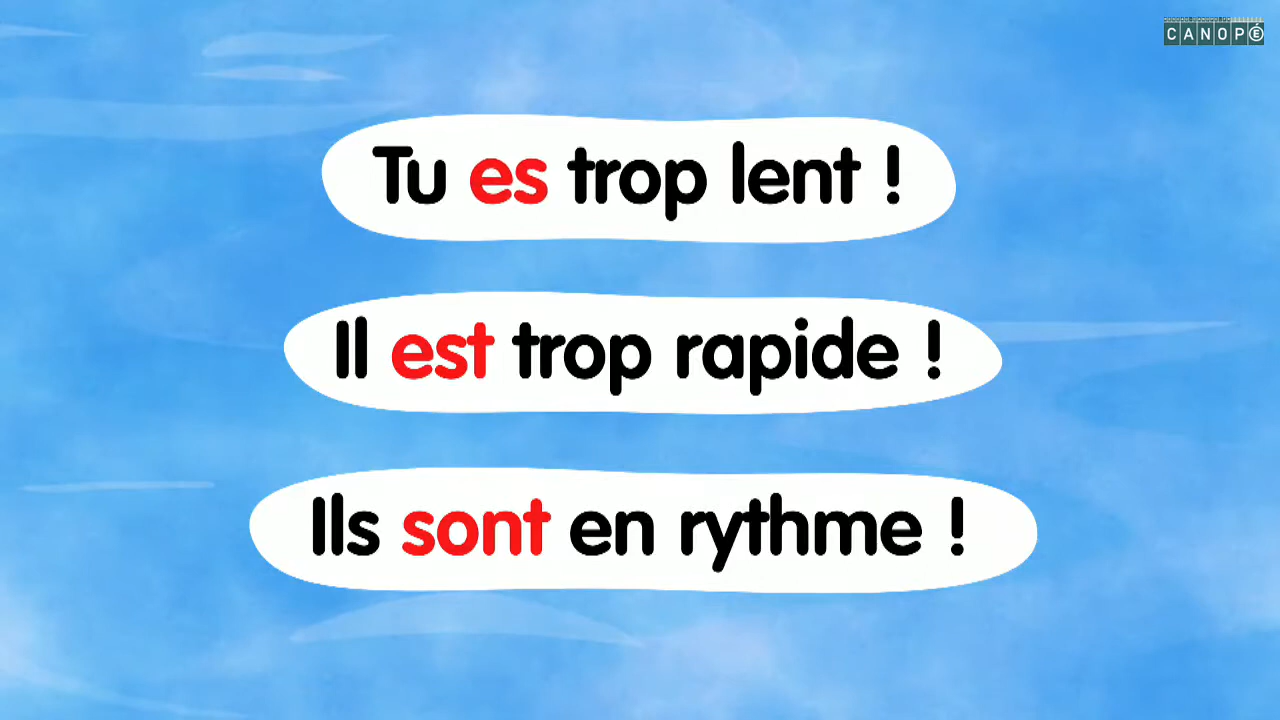 CANOPÉ
Tu es trop lent !
Il est trop rapide !
Ils sont en rythme !